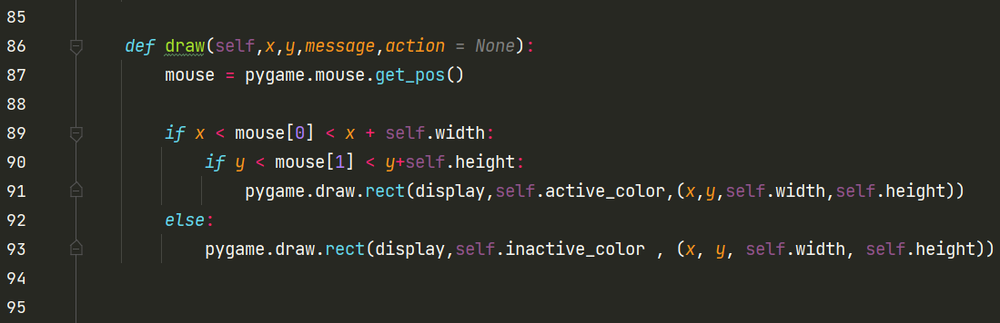 85
86 def draw(self,x,y,message,action = None):
87 mouse = pygame.mouse.get_pos()
88
89 if x < mouse[0] < x + self.width:
90 if y < mouse[1] < y+self.height:
91 pygame.draw.rect(display,self.active_color,(x,y,self.width,self.height))
92 else:
93 pygame.draw.rect(display,self.inactive_color , (x, y, self.width, self.height))
94
95